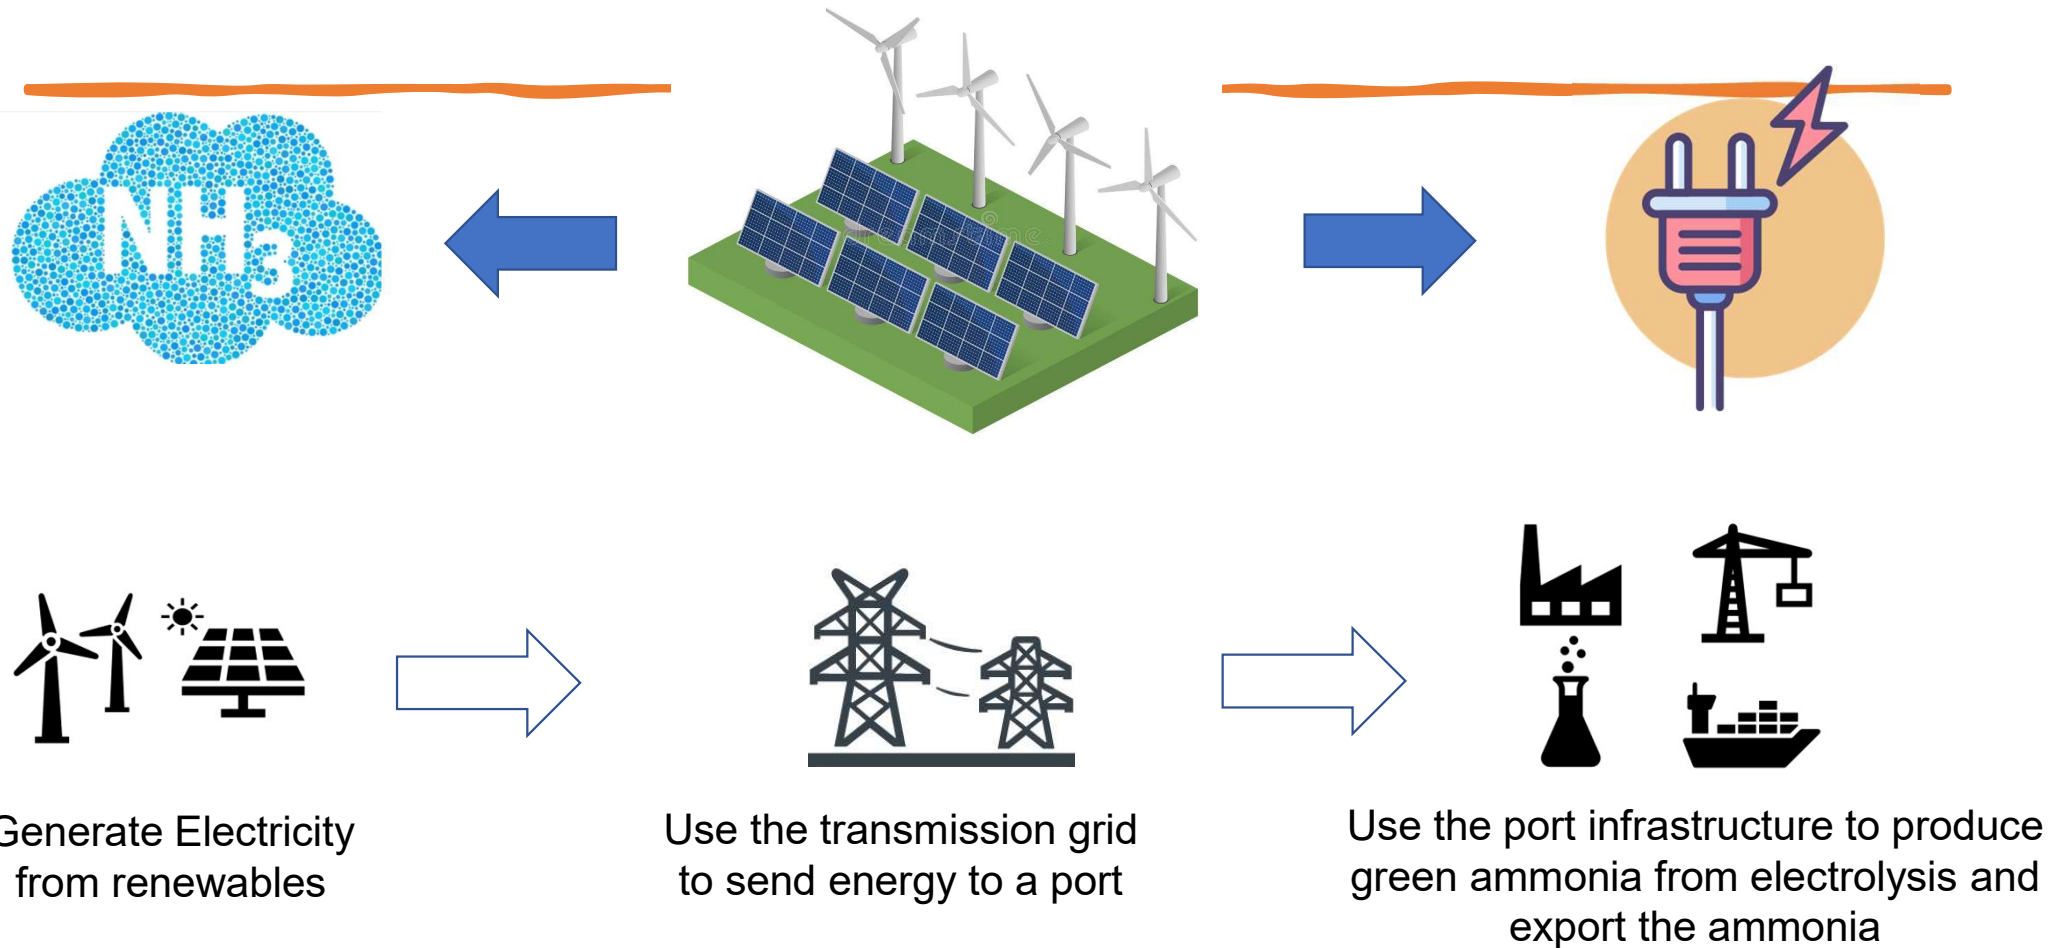 NH3
dreamstime.
Generate Electricity
from renewables
Use the transmission grid
to send energy to a port
Use the port infrastructure to produce
green ammonia from electrolysis and
export the ammonia